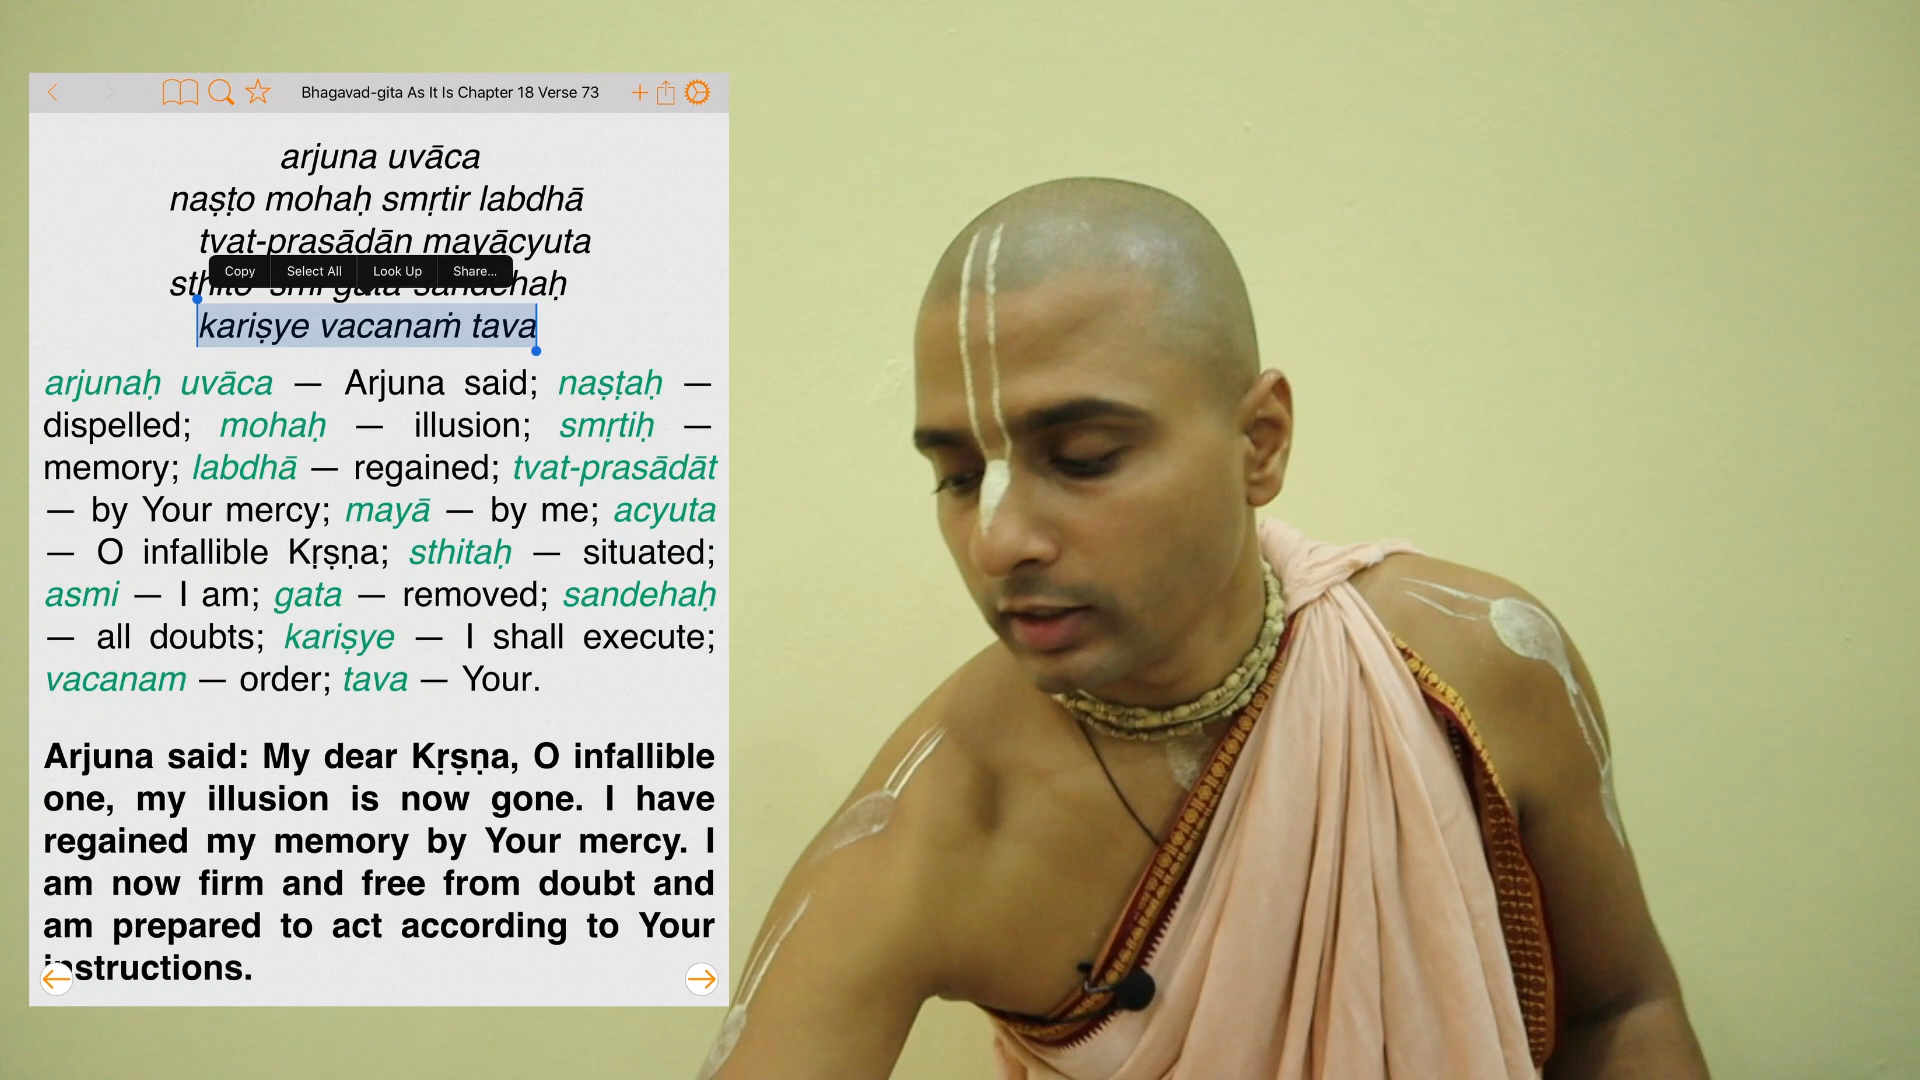 Bhagavad-gita As It Is Chapter 18 Verse 73
arjuna uvāca
naṣṭo mohaḥ smṛtir labdhā
tvat-prasādān mayācyuta
Copy Select All Look Up Share...
kariṣye vacanaṁ tava
arjunaḥ uvāca — Arjuna said; naṣṭaḥ —
dispelled; mohaḥ — illusion; smṛtiḥ —
memory; labdhā — regained; tvat-prasādāt
— by Your mercy; mayā — by me; acyuta
— O infallible Kṛṣṇa; sthitaḥ — situated;
asmi — I am; gata — removed; sandehaḥ
— all doubts; kariṣye — I shall execute;
vacanam — order; tava — Your.
Arjuna said: My dear Kṛṣṇa, O infallible
one, my illusion is now gone. I have
regained my memory by Your mercy. I
am now firm and free from doubt and
am prepared to act according to Your
instructions.